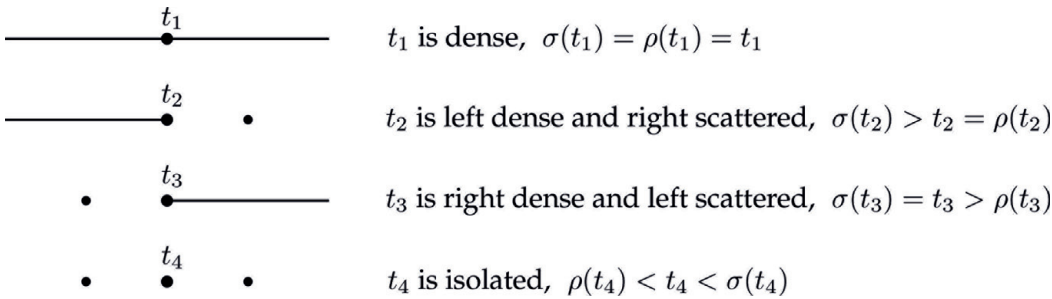 t₁ t₁ is dense, σ(t₁) = ρ(t₁) = t₁
t₂ t₂ is left dense and right scattered, σ(t₂) > t₂ = ρ(t₂)
t₃ t₃ is right dense and left scattered, σ(t₃) = t₃ > ρ(t₃)
t₄ t₄ is isolated, ρ(t₄) < t₄ < σ(t₄)